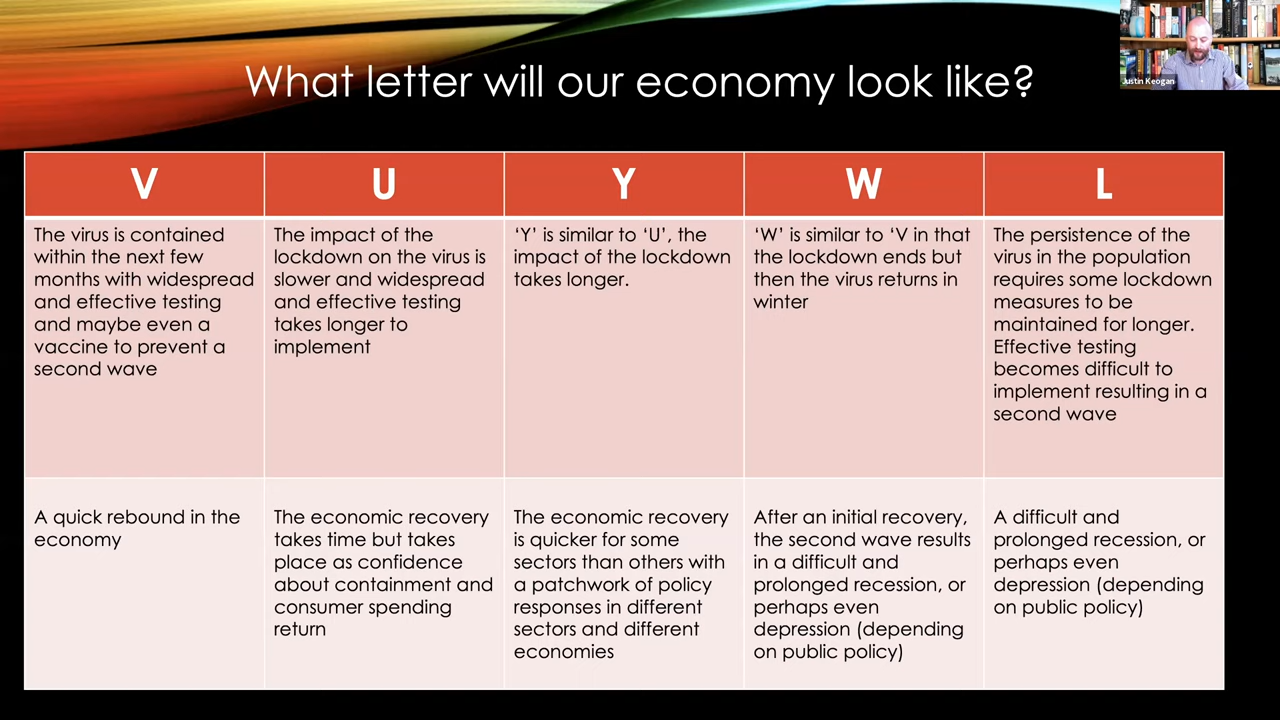 What letter will our economy look like?
Justin Keogan
V
U
Y
W
L
The virus is contained
within the next few
months with widespread
and effective testing
and maybe even a
vaccine to prevent a
second wave
The impact of the
lockdown on the virus is
slower and widespread
and effective testing
takes longer to
implement
‘Y’ is similar to ‘U’, the
impact of the lockdown
takes longer.
‘W’ is similar to ‘V in that
the lockdown ends but
then the virus returns in
winter
The persistence of the
virus in the population
requires some lockdown
measures to be
maintained for longer.
Effective testing
becomes difficult to
implement resulting in a
second wave
A quick rebound in the
economy
The economic recovery
takes time but takes
place as confidence
about containment and
consumer spending
return
The economic recovery
is quicker for some
sectors than others with
a patchwork of policy
responses in different
sectors and different
economies
After an initial recovery,
the second wave results
in a difficult and
prolonged recession, or
perhaps even
depression (depending
on public policy)
A difficult and
prolonged recession, or
perhaps even
depression (depending
on public policy)